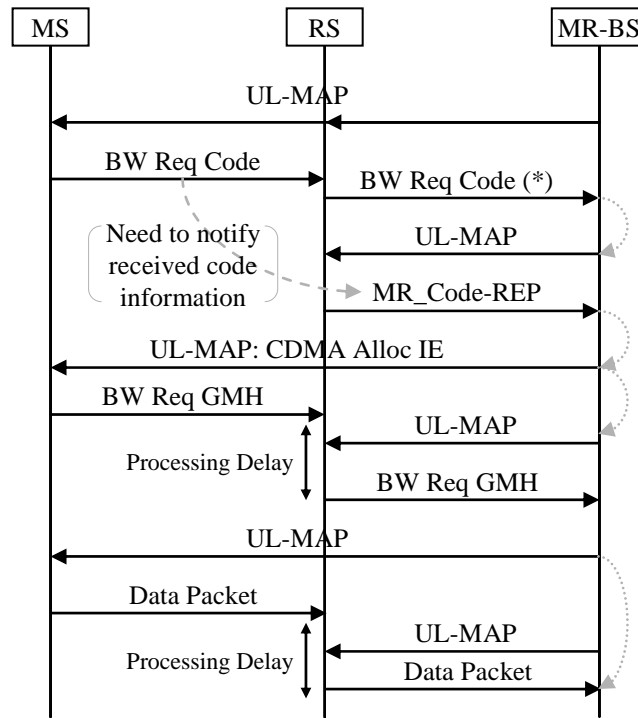 MS
RS
MR-BS
UL-MAP
BW Req Code
BW Req Code (*)
Need to notify
received code
information
UL-MAP
MR_Code-REP
UL-MAP: CDMA Alloc IE
BW Req GMH
UL-MAP
Processing Delay
BW Req GMH
UL-MAP
Data Packet
UL-MAP
Processing Delay
Data Packet